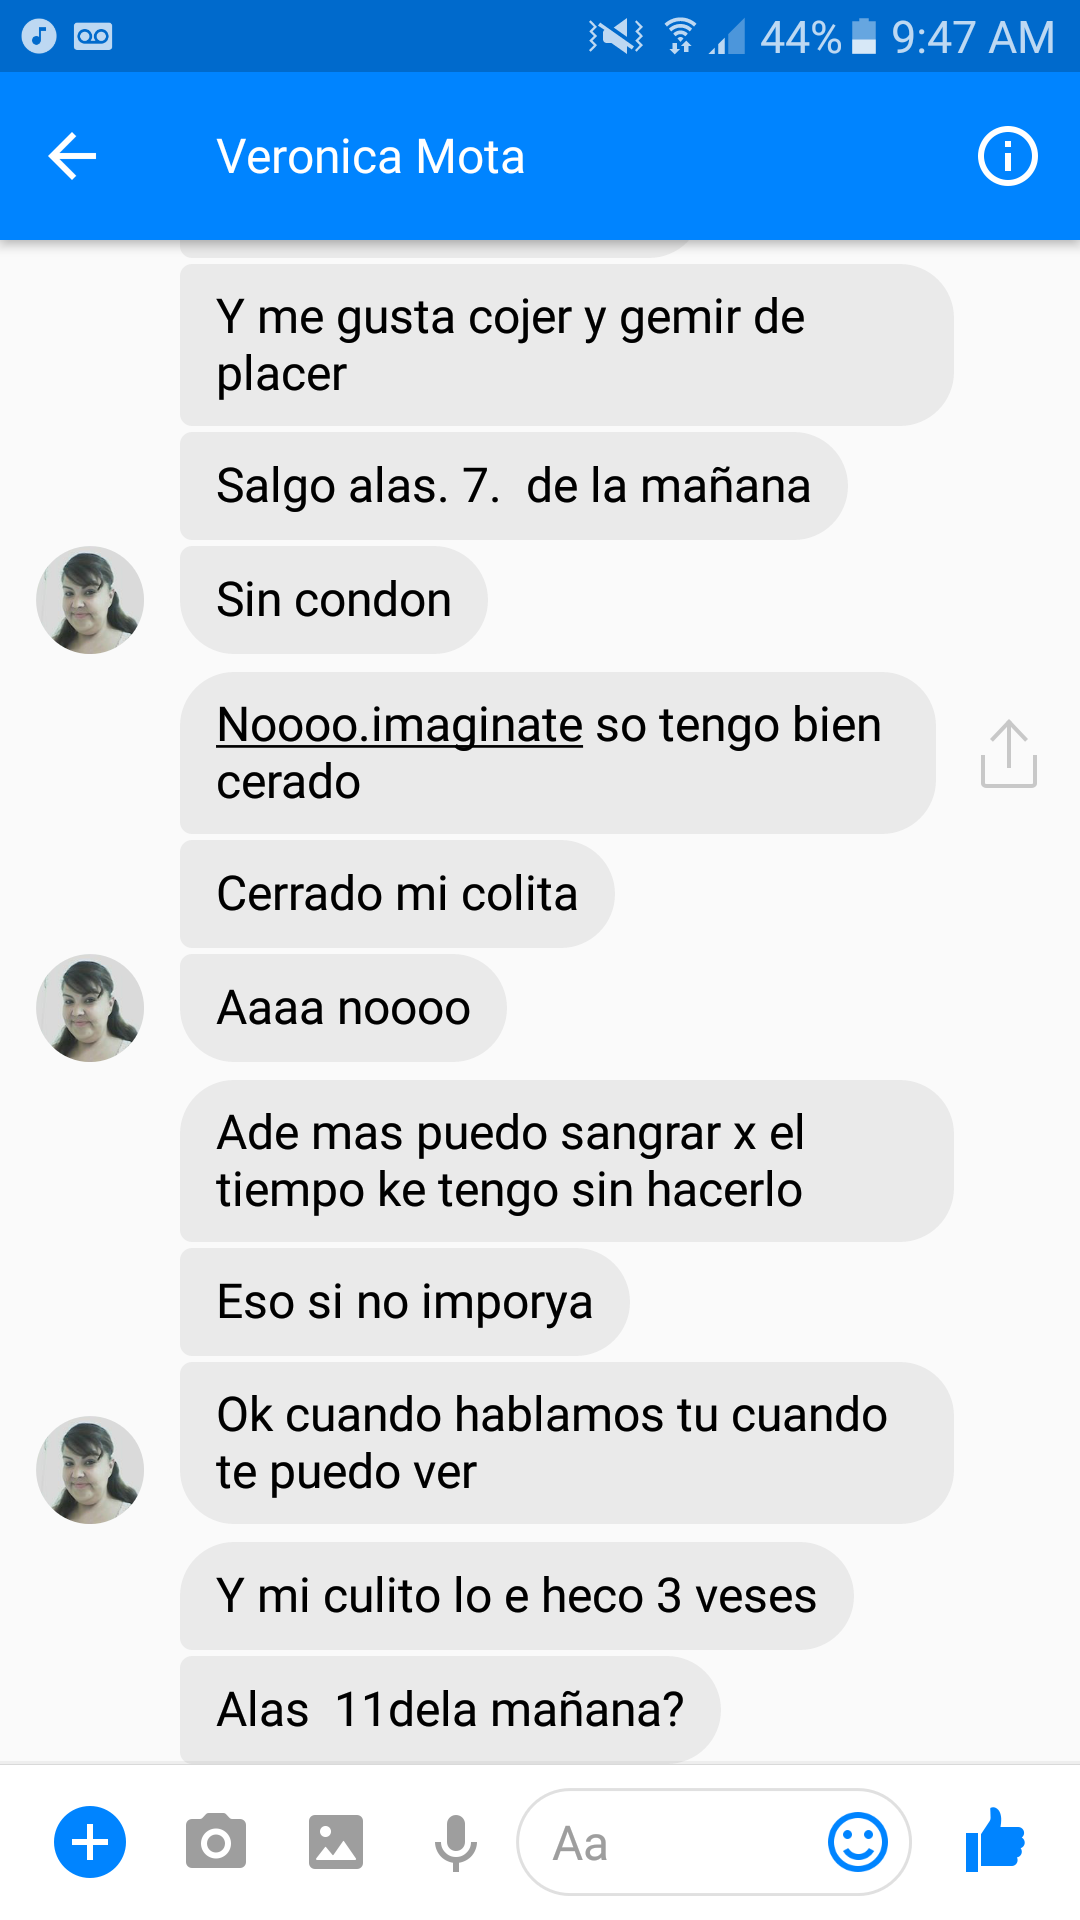 44% 9:47 AM
Veronica Mota
Y me gusta cojer y gemir de
placer
Salgo alas. 7.  de la mañana
Sin condon
Noooo.imaginate so tengo bien
cerado
Cerrado mi colita
Aaaa noooo
Ade mas puedo sangrar x el
tiempo ke tengo sin hacerlo
Eso si no imporya
Ok cuando hablamos tu cuando
te puedo ver
Y mi culito lo e heco 3 veses
Alas  11dela mañana?
Aa